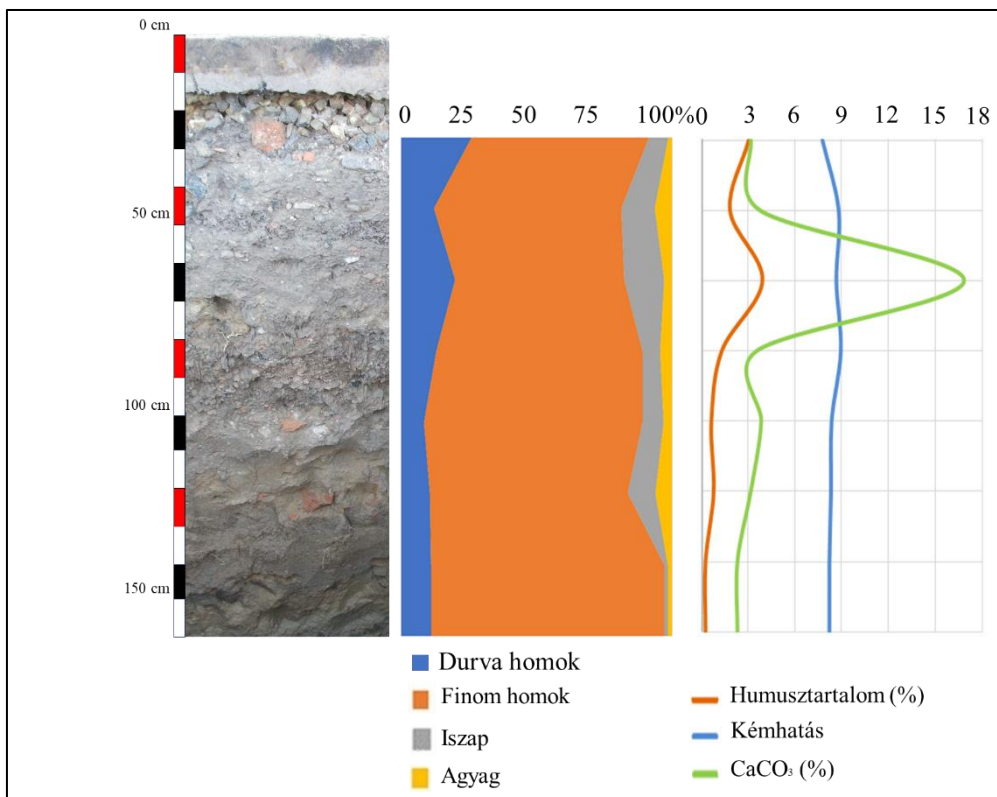 0 cm
50 cm
100 cm
150 cm
0 25 50 75 100%
0 3 6 9 12 15 18
Durva homok
Finom homok
Iszap
Agyag
Humusztartalom (%)
Kémhatás
CaCO₃ (%)